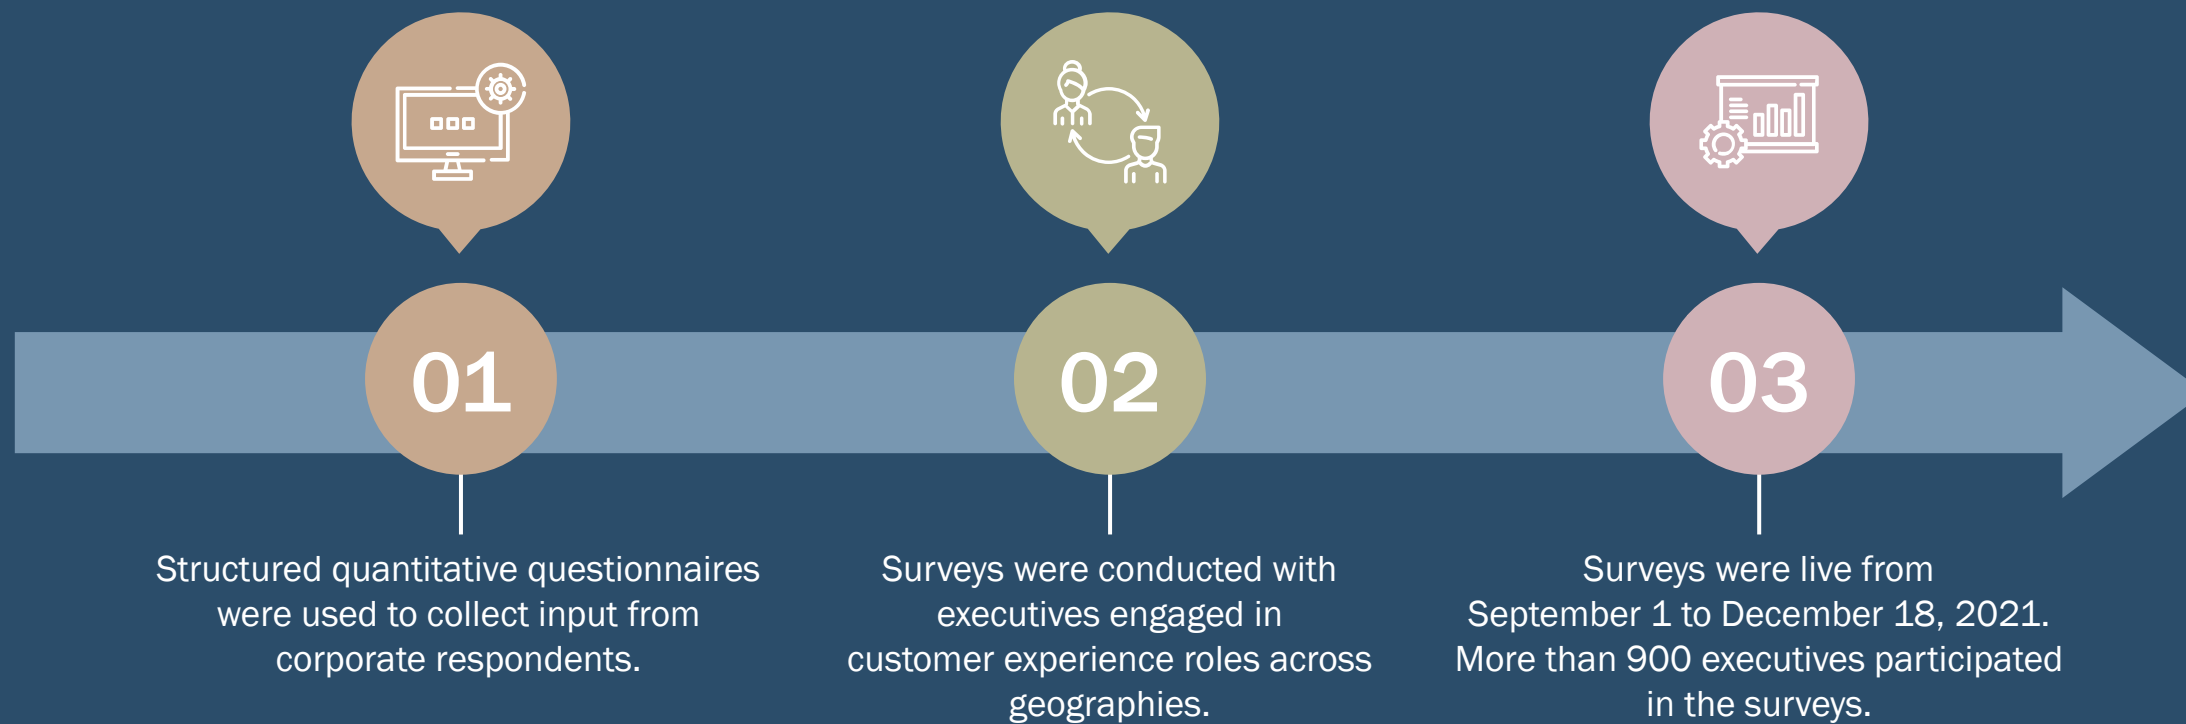 01
Structured quantitative questionnaires
were used to collect input from
corporate respondents.
02
Surveys were conducted with
executives engaged in
customer experience roles across
geographies.
03
Surveys were live from
September 1 to December 18, 2021.
More than 900 executives participated
in the surveys.